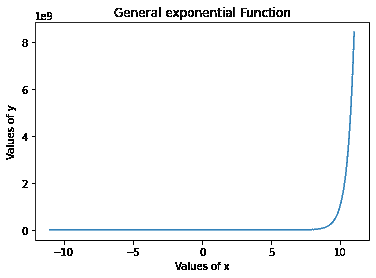 General exponential Function
1e9
8
6
4
2
0
Values of y
−10
−5
0
5
10
Values of x